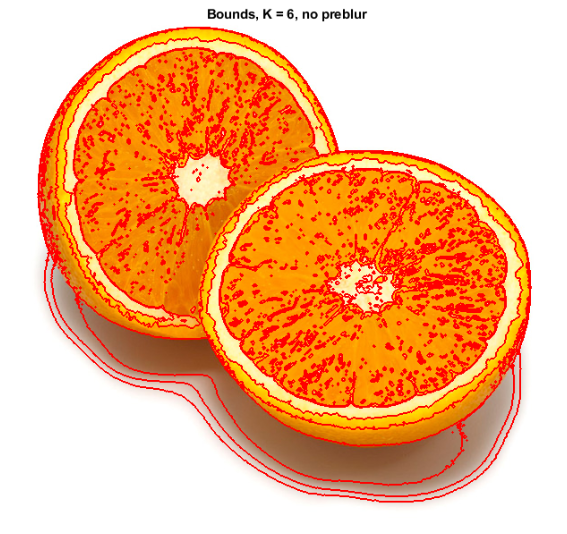 Bounds, K = 6, no preblur